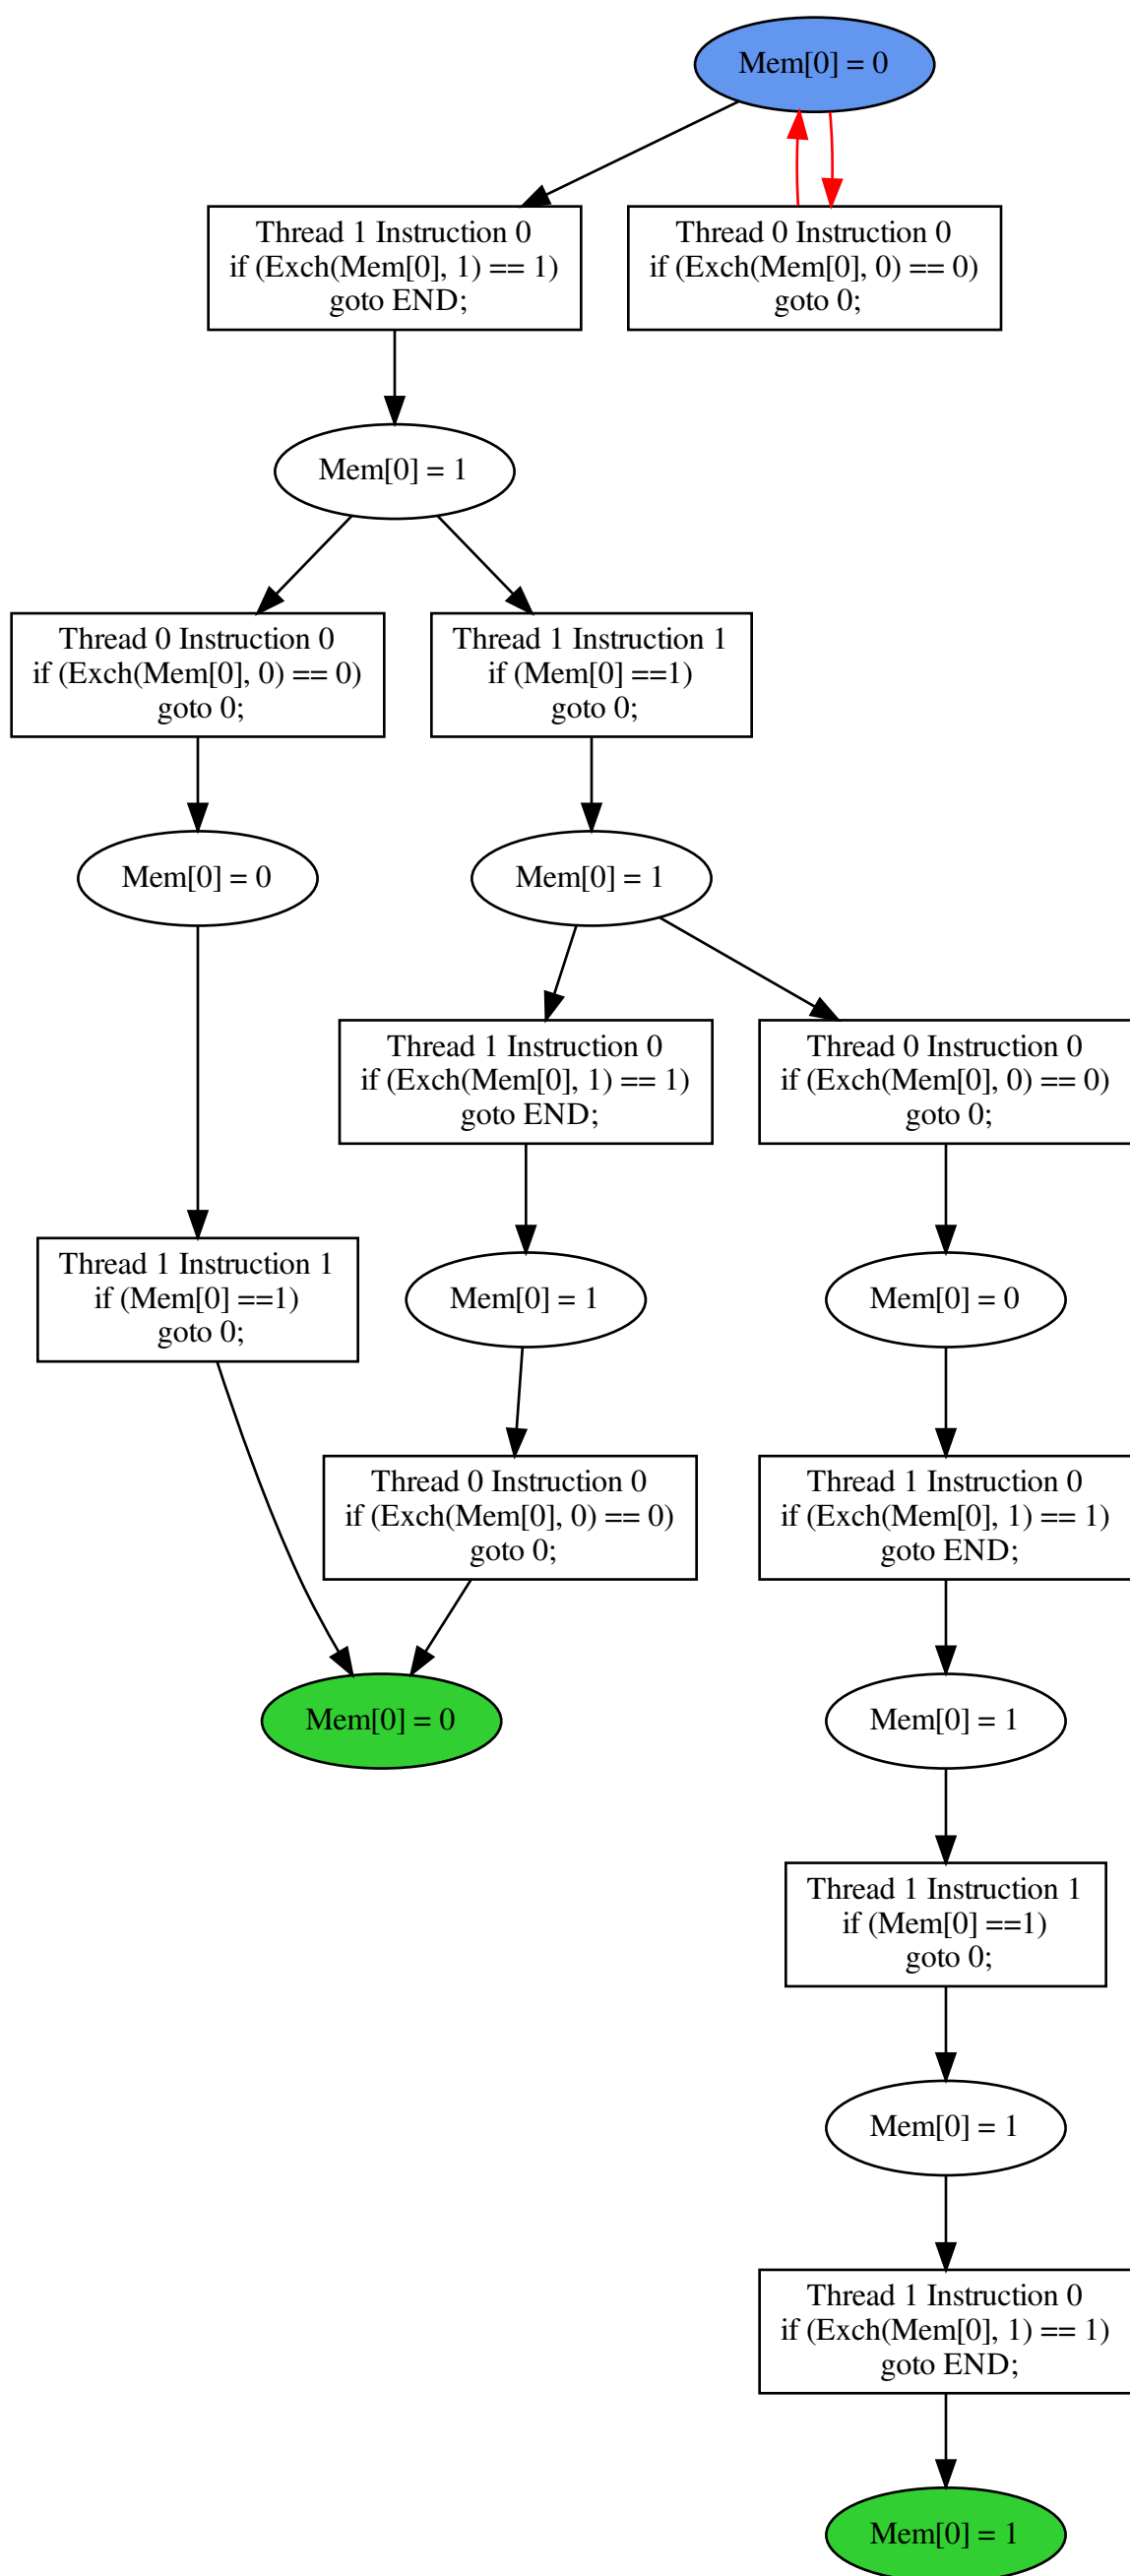 Mem[0] = 0
Thread 1 Instruction 0
if (Exch(Mem[0], 1) == 1)
goto END;
Thread 0 Instruction 0
if (Exch(Mem[0], 0) == 0)
goto 0;
Mem[0] = 1
Thread 0 Instruction 0
if (Exch(Mem[0], 0) == 0)
goto 0;
Thread 1 Instruction 1
if (Mem[0] ==1)
goto 0;
Mem[0] = 0
Mem[0] = 1
Thread 1 Instruction 0
if (Exch(Mem[0], 1) == 1)
goto END;
Thread 0 Instruction 0
if (Exch(Mem[0], 0) == 0)
goto 0;
Thread 1 Instruction 1
if (Mem[0] ==1)
goto 0;
Mem[0] = 1
Mem[0] = 0
Thread 0 Instruction 0
if (Exch(Mem[0], 0) == 0)
goto 0;
Thread 1 Instruction 0
if (Exch(Mem[0], 1) == 1)
goto END;
Mem[0] = 0
Mem[0] = 1
Thread 1 Instruction 1
if (Mem[0] ==1)
goto 0;
Mem[0] = 1
Thread 1 Instruction 0
if (Exch(Mem[0], 1) == 1)
goto END;
Mem[0] = 1